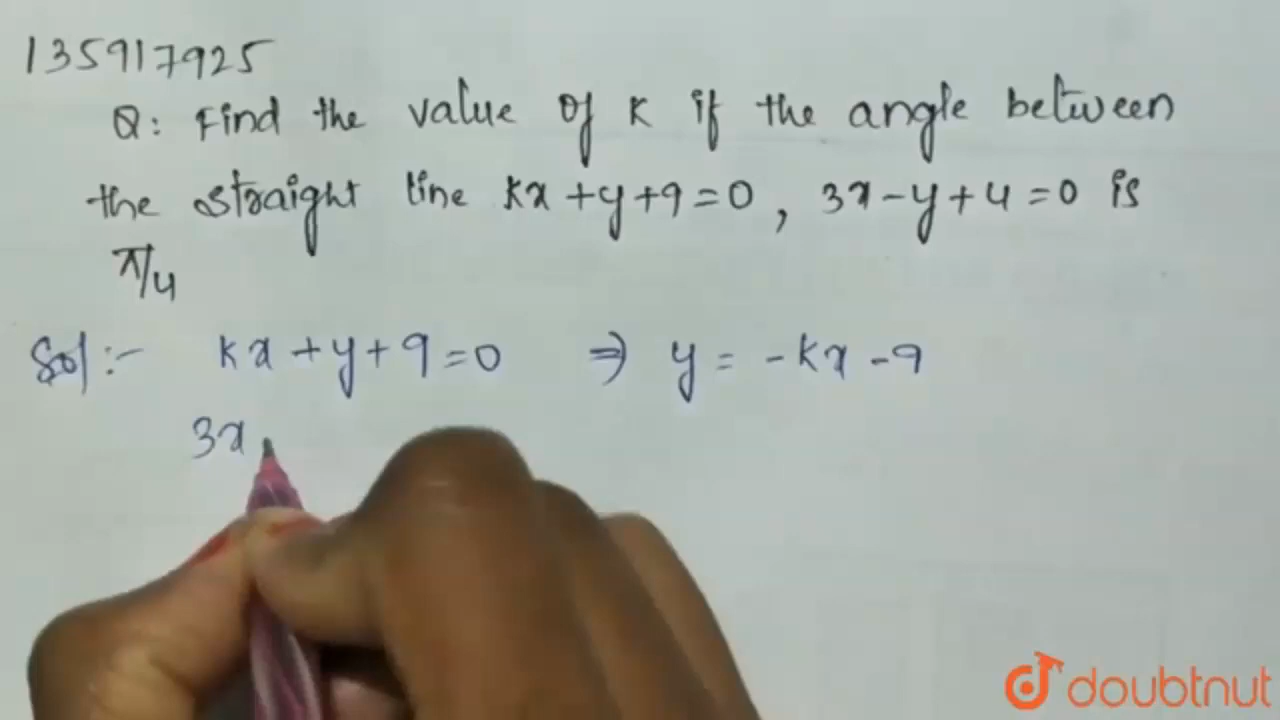 135917925
Q: Find the value of K if the angle between
the straight line Kx+y+9=0, 3x-y+4=0 is
π/4
Sol:- Kx+y+9=0 ⇒ y = -Kx-9
3x
doubtnut